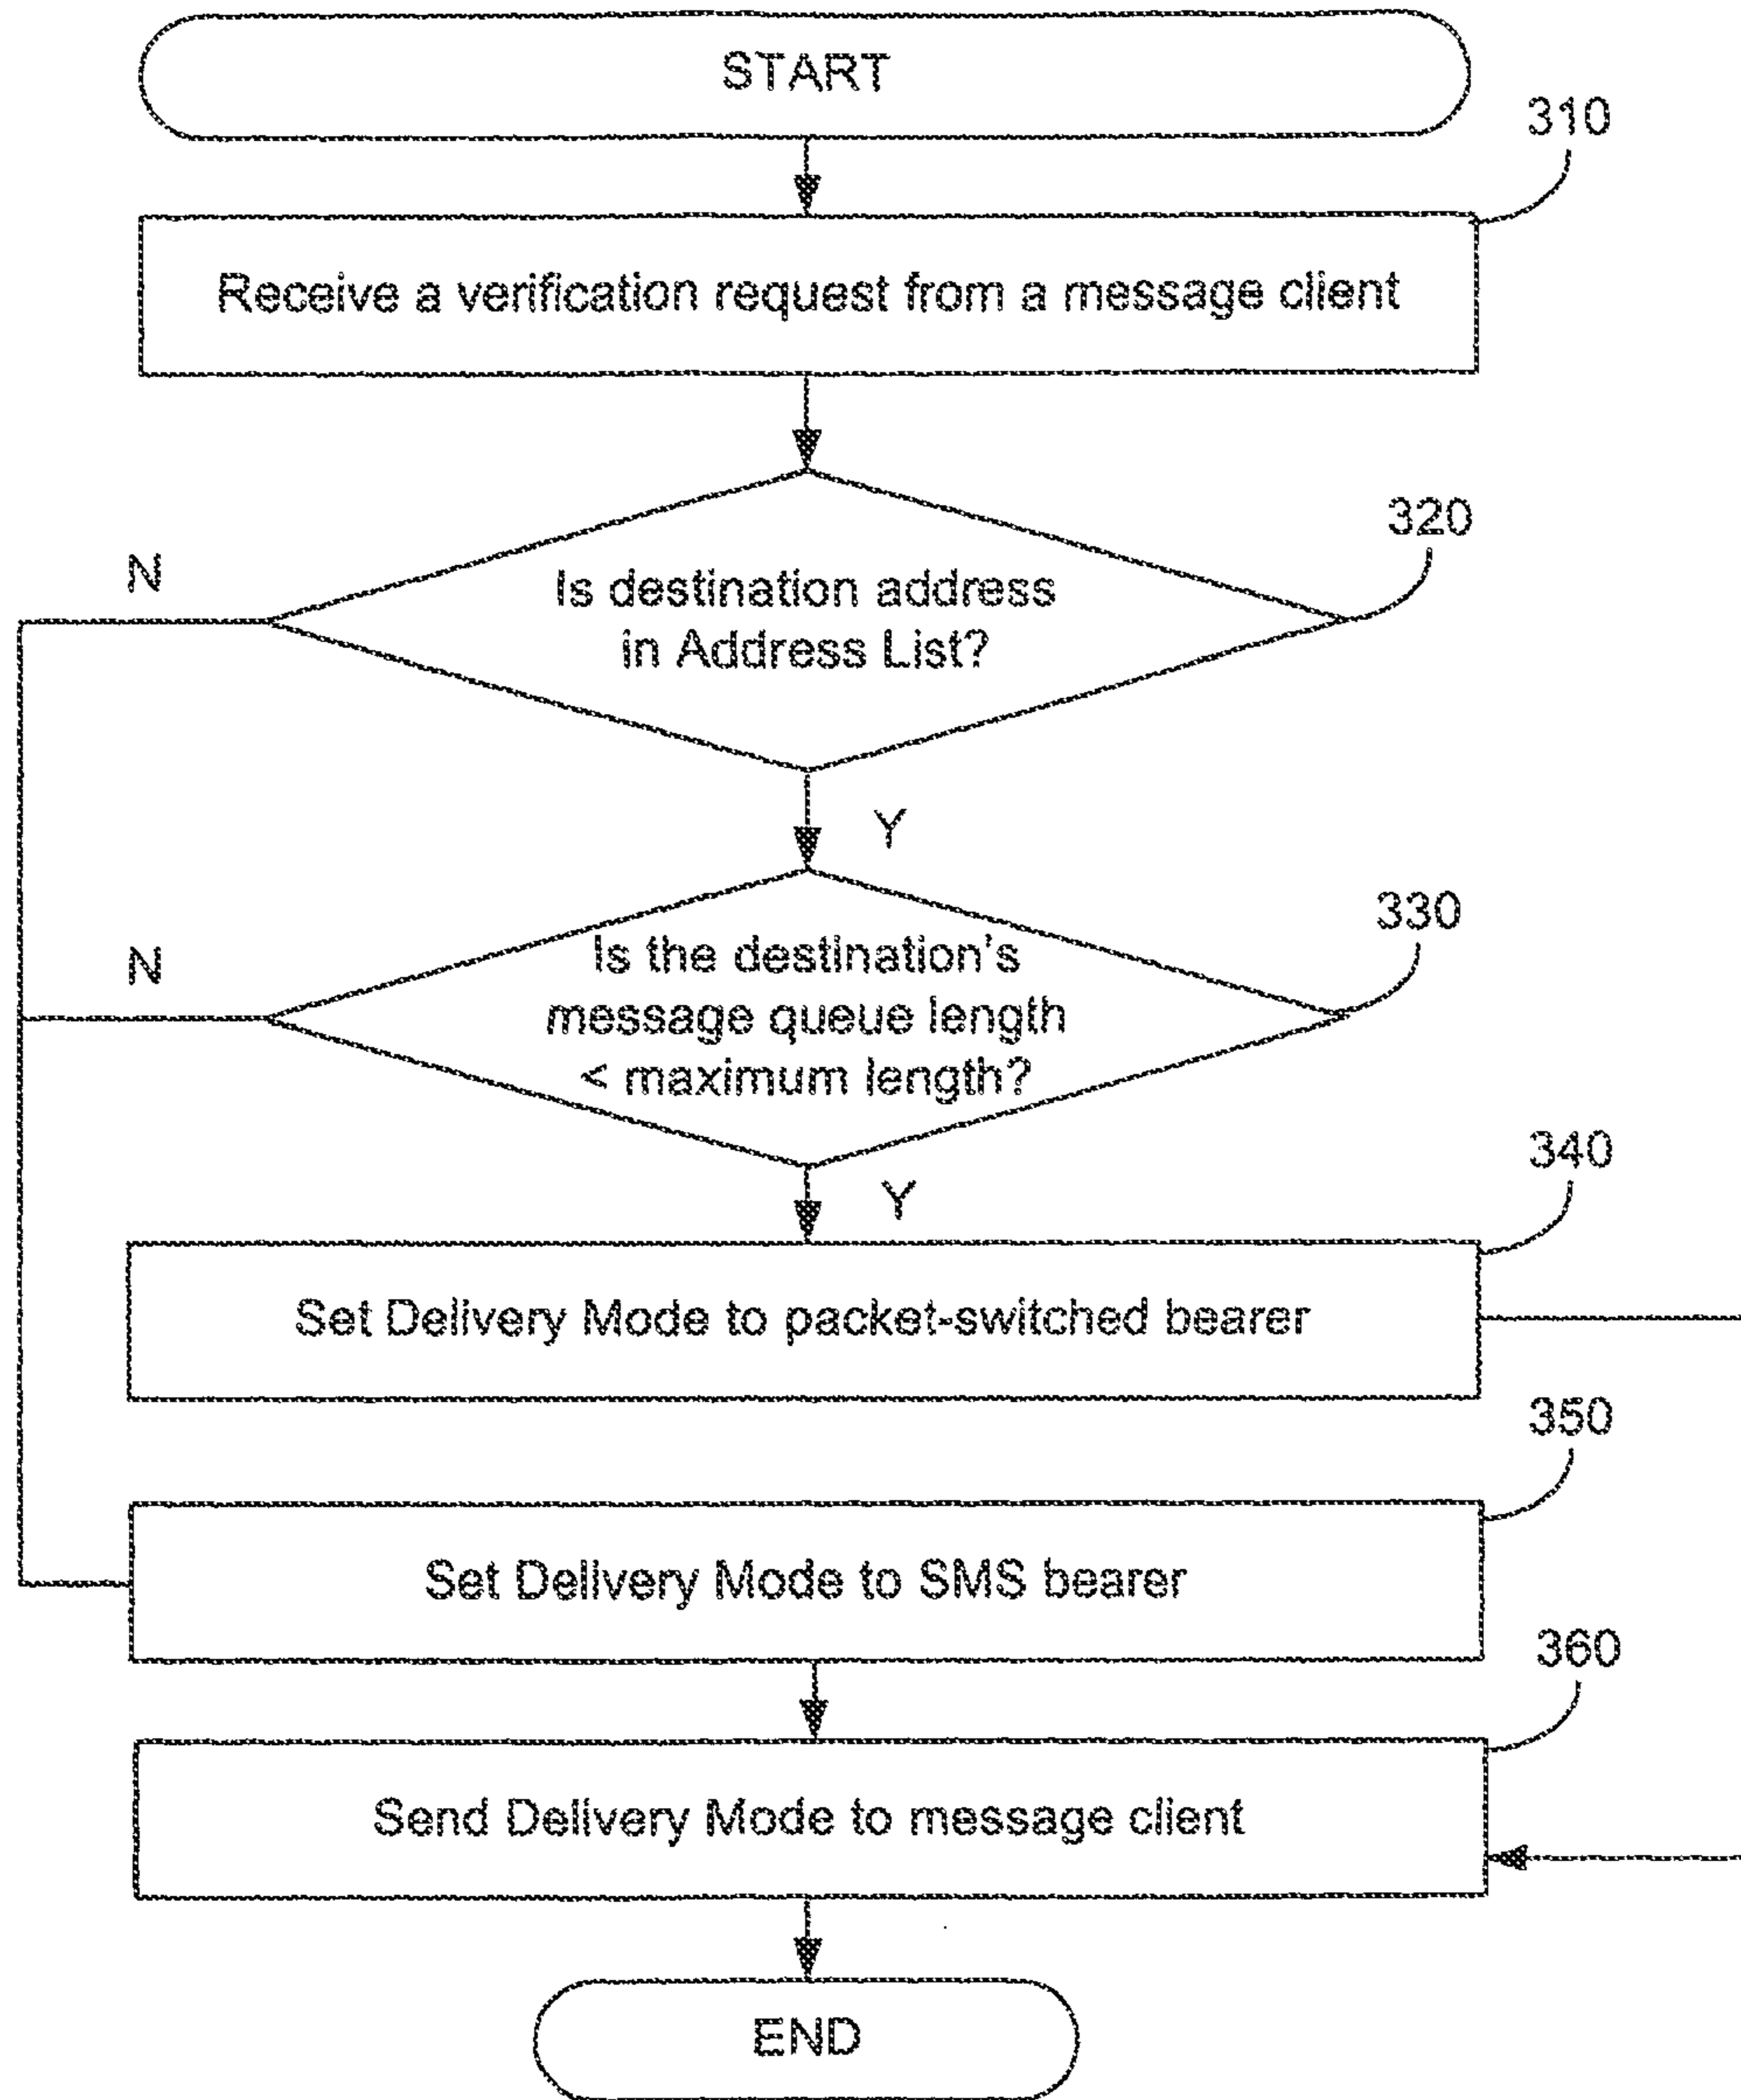 START
310
Receive a verification request from a message client
320
N
Is destination address
in Address List?
Y
330
N
Is the destination's
message queue length
< maximum length?
340
Y
Set Delivery Mode to packet-switched bearer
350
Set Delivery Mode to SMS bearer
360
Send Delivery Mode to message client
END